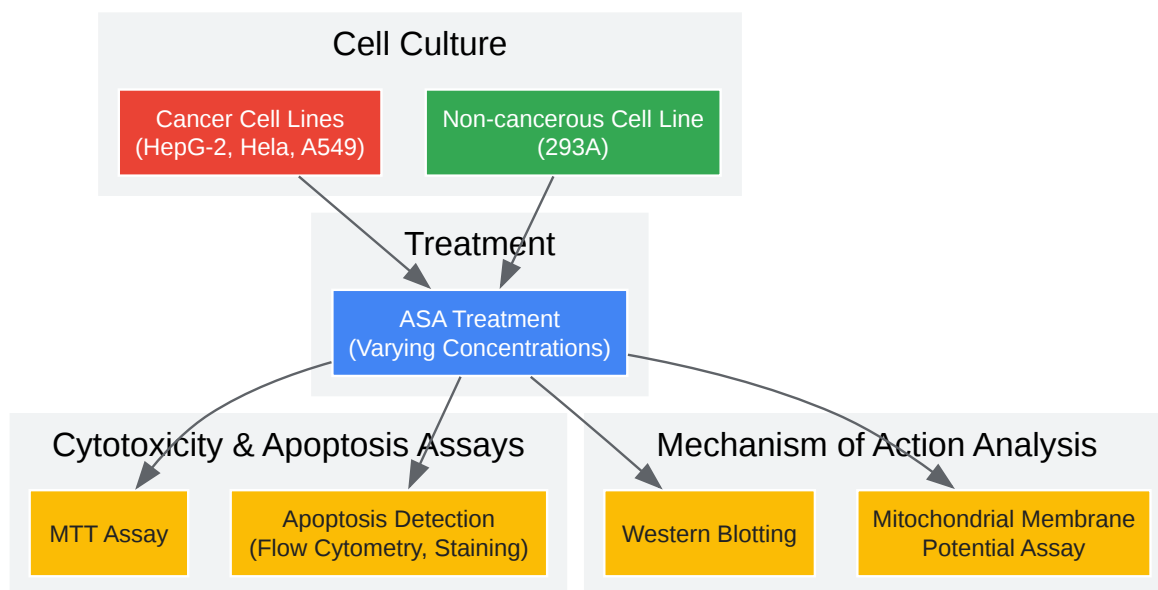 Cell Culture
Cancer Cell Lines
(HepG-2, Hela, A549)
Non-cancerous Cell Line
(293A)
Treatment
ASA Treatment
(Varying Concentrations)
Cytotoxicity & Apoptosis Assays
MTT Assay
Apoptosis Detection
(Flow Cytometry, Staining)
Mechanism of Action Analysis
Western Blotting
Mitochondrial Membrane
Potential Assay